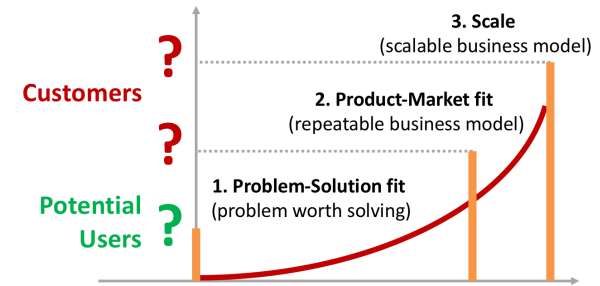 3. Scale
(scalable business model)
?
Customers
2. Product-Market fit
(repeatable business model)
?
1. Problem-Solution fit
(problem worth solving)
Potential
Users
?